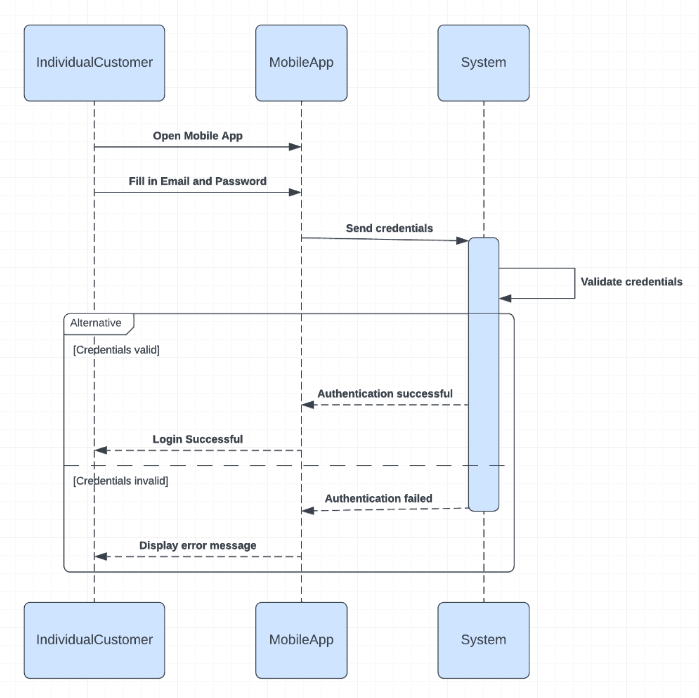 IndividualCustomer
MobileApp
System
Open Mobile App
Fill in Email and Password
Send credentials
Validate credentials
Alternative
[Credentials valid]
Authentication successful
Login Successful
[Credentials invalid]
Authentication failed
Display error message
IndividualCustomer
MobileApp
System